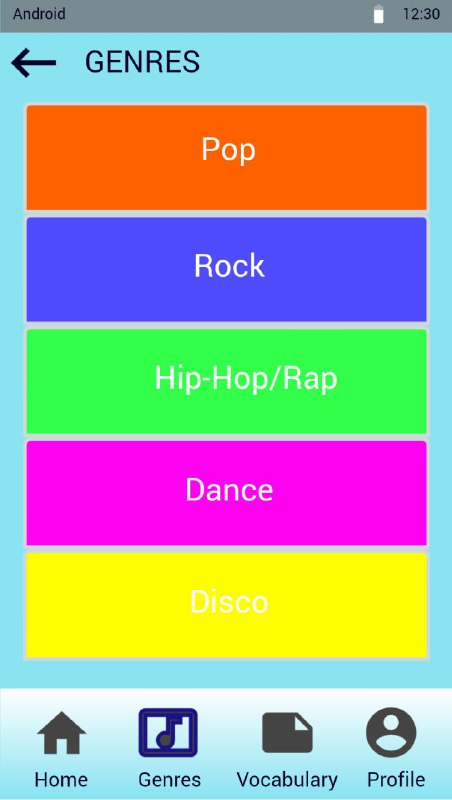 Android 12:30
GENRES
Pop
Rock
Hip-Hop/Rap
Dance
Disco
Home Genres Vocabulary Profile